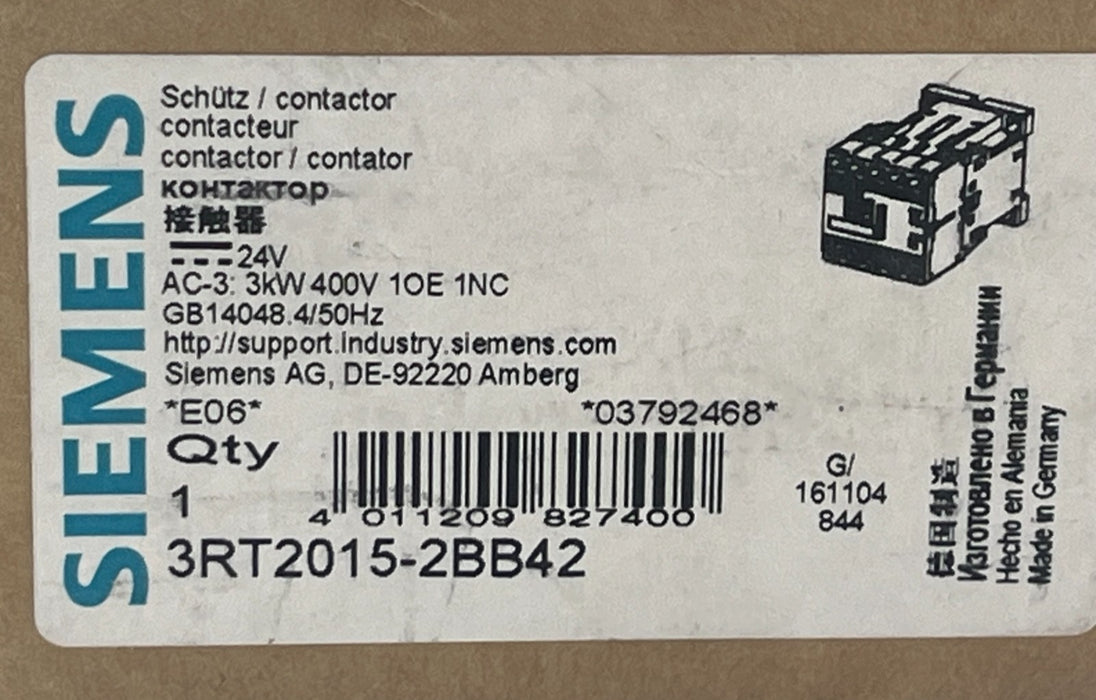 SIEMENS
Schütz / contactor
contacteur
contactor / contator
контактор
接触器
24V
AC-3: 3kW 400V 1OE 1NC
GB14048.4/50Hz
http://support.industry.siemens.com
Siemens AG, DE-92220 Amberg
*E06* *03792468*
Qty
1
4 011209 827400
3RT2015-2BB42
G/
161104
844
德国制造
Изготовлено в Германии
Hecho en Alemania
Made in Germany